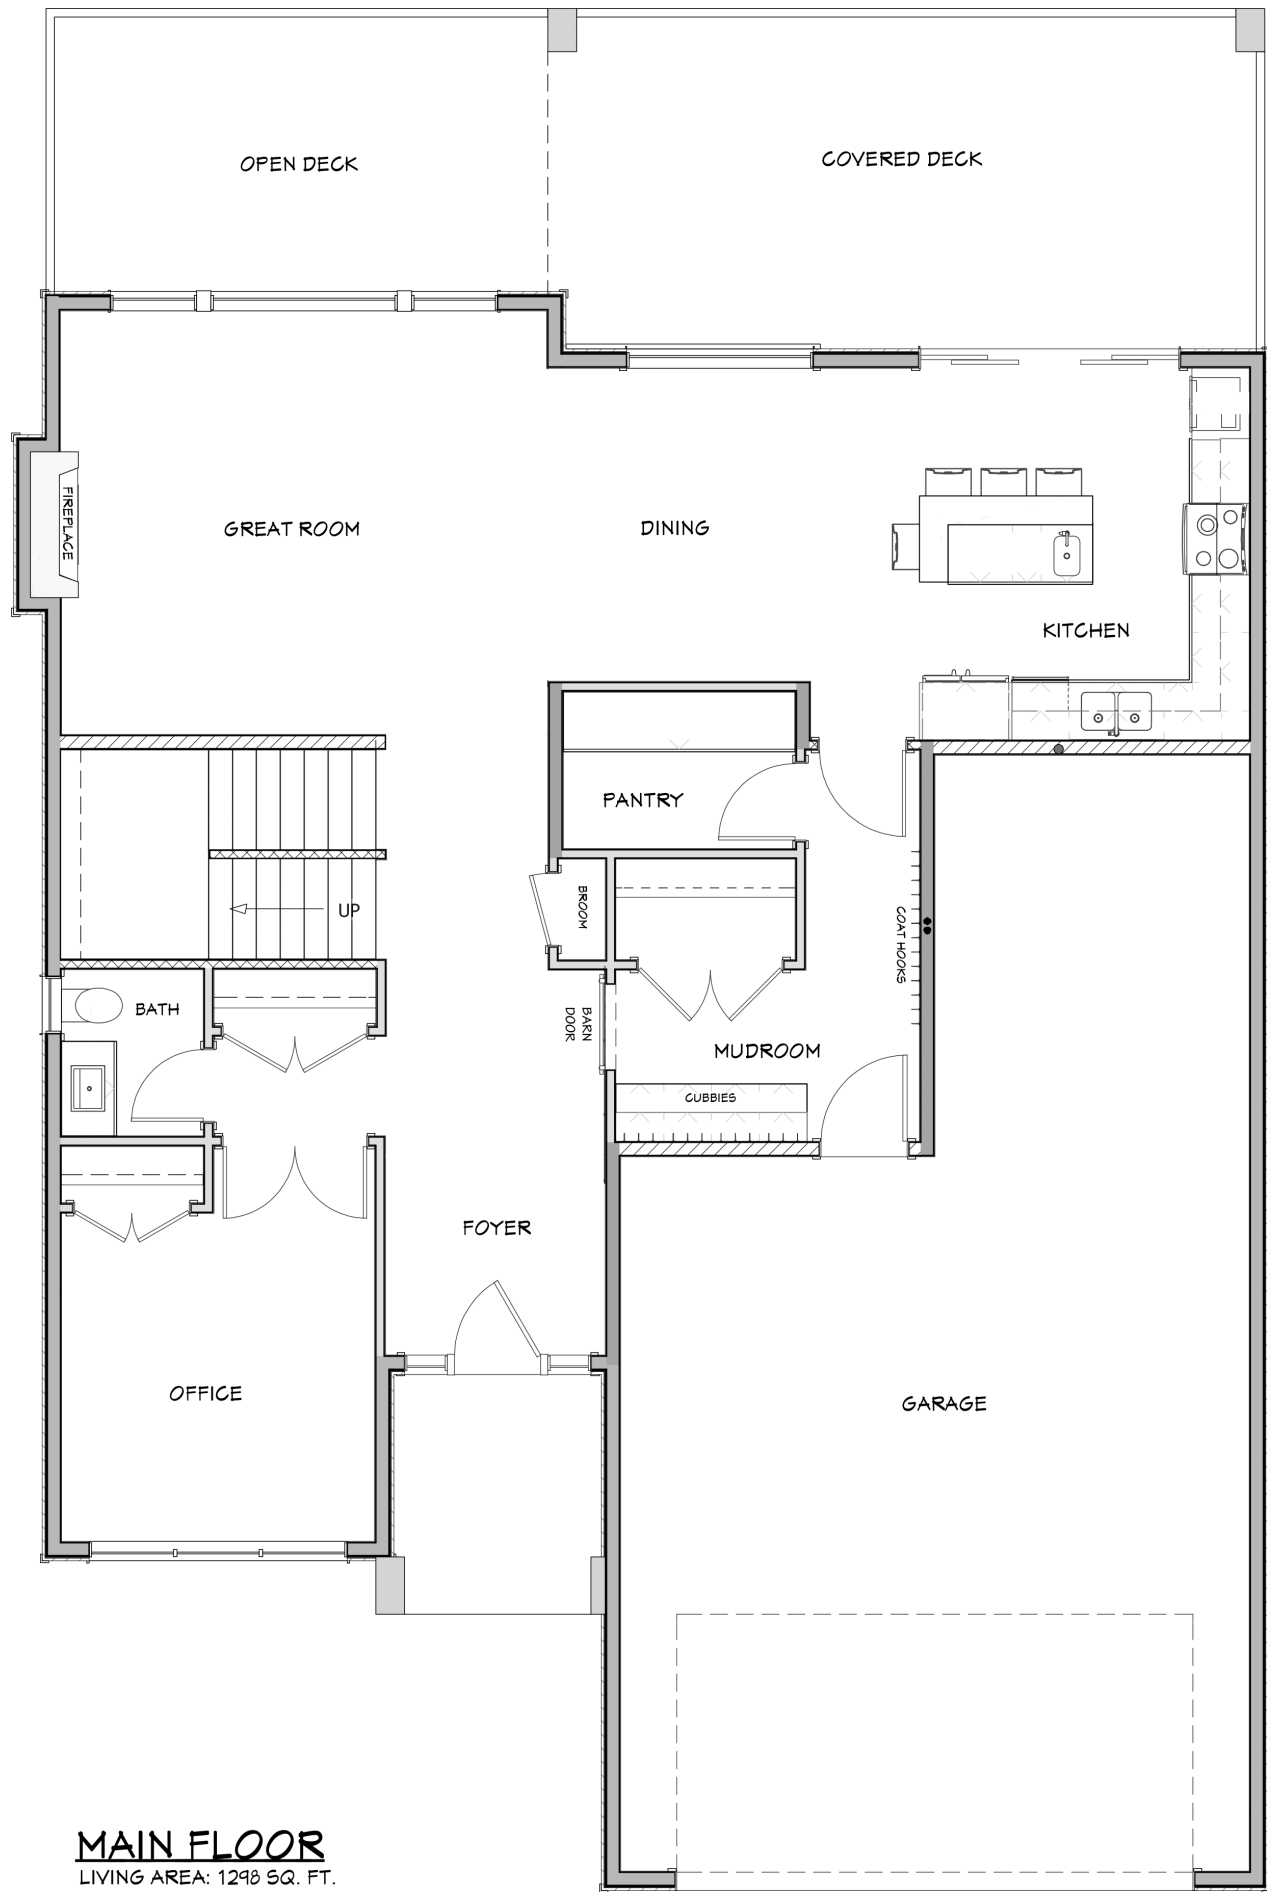 OPEN DECK
COVERED DECK
FIREPLACE
GREAT ROOM
DINING
KITCHEN
PANTRY
BROOM
UP
COAT HOOKS
BATH
BARN
DOOR
MUDROOM
CUBBIES
FOYER
OFFICE
GARAGE
MAIN FLOOR
LIVING AREA: 1298 SQ. FT.